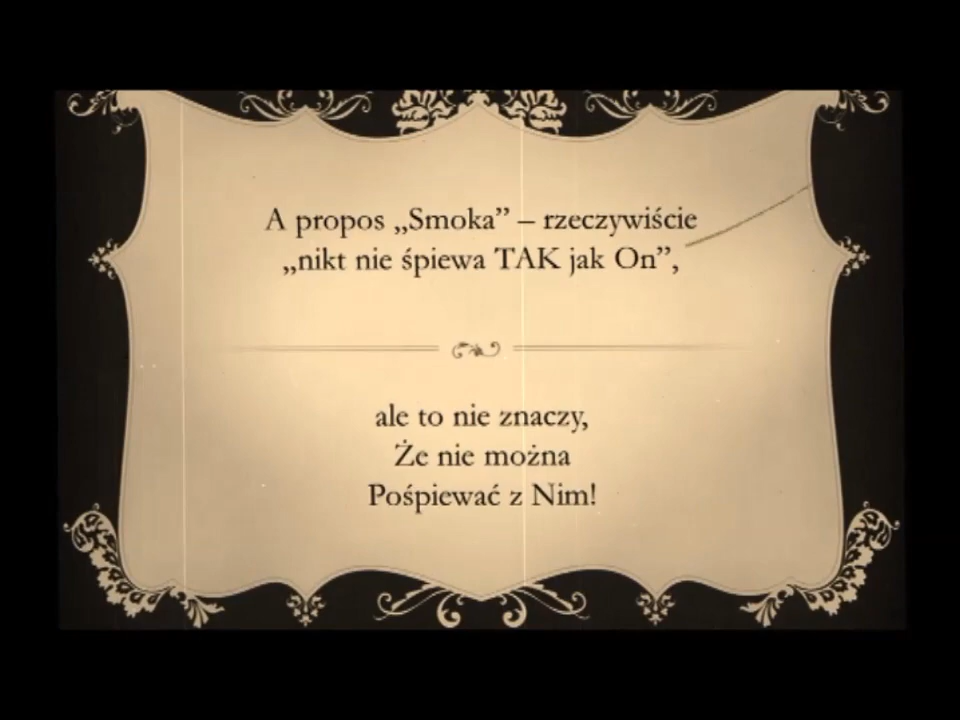 A propos „Smoka” – rzeczywiście
„nikt nie śpiewa TAK jak On”,
ale to nie znaczy,
Że nie można
Pośpiewać z Nim!